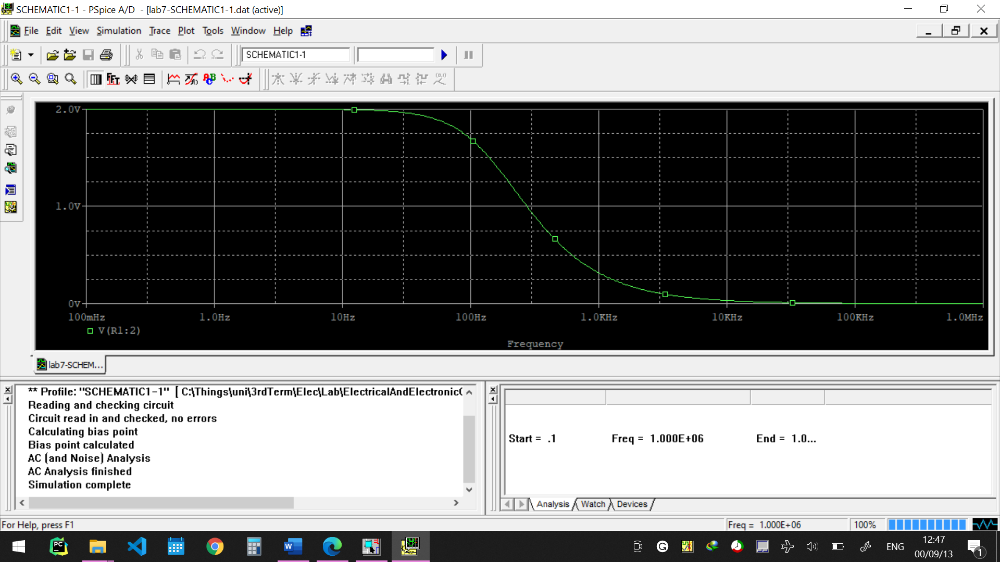 SCHEMATIC1-1 - PSpice A/D - [lab7-SCHEMATIC1-1.dat (active)]
File Edit View Simulation Trace Plot Tools Window Help
SCHEMATIC1-1
2.0V
1.0V
0V
100mHz 1.0Hz 10Hz 100Hz 1.0KHz 10KHz 100KHz 1.0MHz
V(R1:2)
Frequency
lab7-SCHEM...
** Profile: "SCHEMATIC1-1" [ C:\Things\uni\3rdTerm\Elec\Lab\ElectricalAndElectronic
Reading and checking circuit
Circuit read in and checked, no errors
Calculating bias point
Bias point calculated
AC (and Noise) Analysis
AC Analysis finished
Simulation complete
Start = .1 Freq = 1.000E+06 End = 1.0...
Analysis Watch Devices
For Help, press F1
Freq = 1.000E+06 100%
ENG
12:47
00/09/13
1